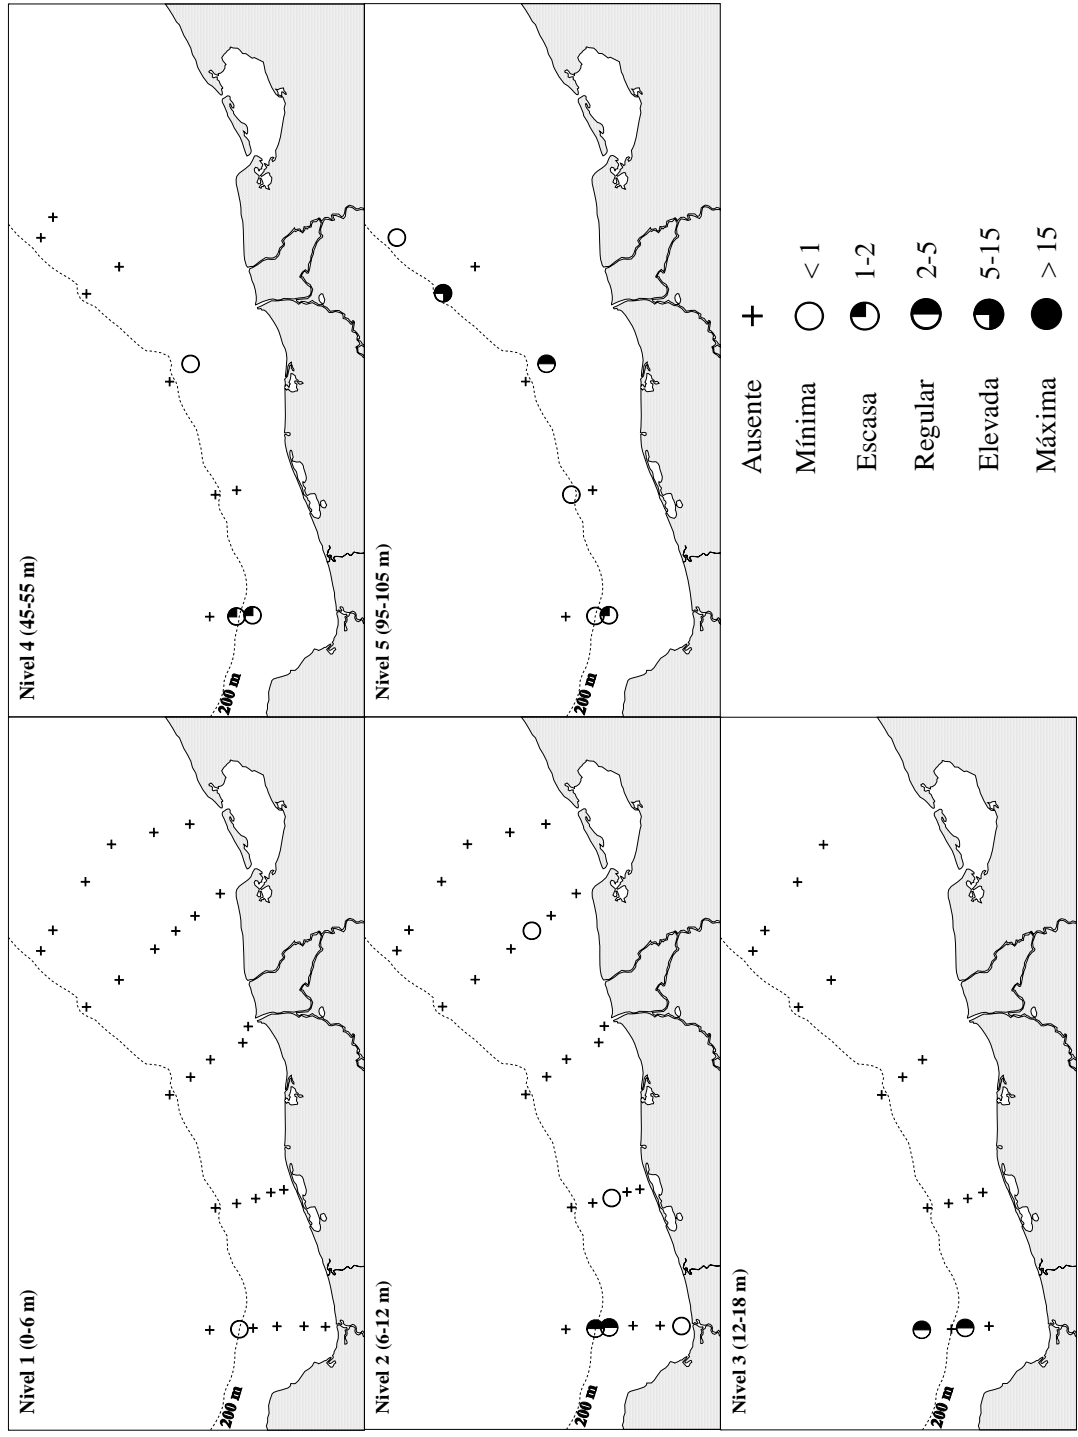 Nivel 1 (0-6 m)
200 m
Nivel 2 (6-12 m)
200 m
Nivel 3 (12-18 m)
200 m
Nivel 4 (45-55 m)
200 m
Nivel 5 (95-105 m)
200 m
Ausente +
Mínima < 1
Escasa 1-2
Regular 2-5
Elevada 5-15
Máxima > 15